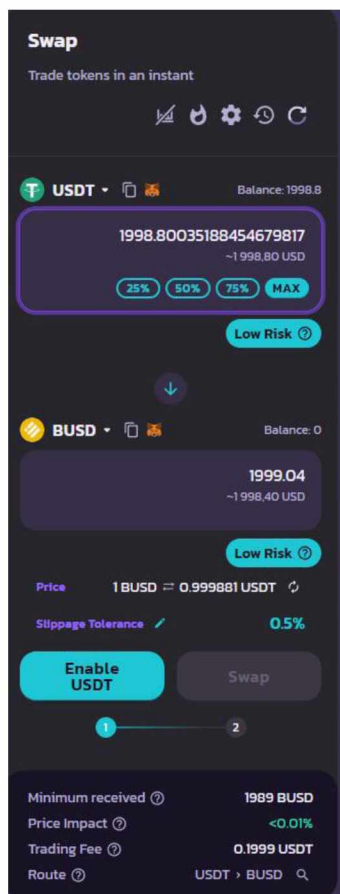 Swap
Trade tokens in an instant
USDT
Balance: 1998.8
1998.80035188454679817
~1 998,80 USD
25% 50% 75% MAX
Low Risk
BUSD
Balance: 0
1999.04
~1 998,40 USD
Low Risk
Price 1 BUSD ⇄ 0.999881 USDT
Slippage Tolerance 0.5%
Enable
USDT
Swap
1 2
Minimum received 1989 BUSD
Price Impact <0.01%
Trading Fee 0.1999 USDT
Route USDT > BUSD